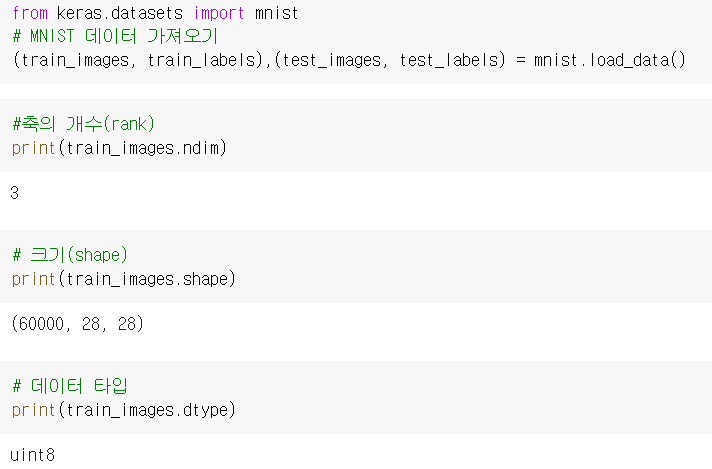 from keras.datasets import mnist
# MNIST 데이터 가져오기
(train_images, train_labels),(test_images, test_labels) = mnist.load_data()
#축의 개수(rank)
print(train_images.ndim)
3
# 크기(shape)
print(train_images.shape)
(60000, 28, 28)
# 데이터 타입
print(train_images.dtype)
uint8